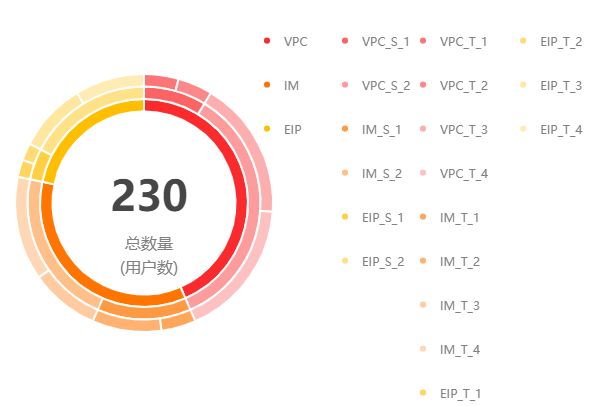 VPC VPC_S_1 VPC_T_1 EIP_T_2
VPC_S_2 VPC_T_2 EIP_T_3
IM
EIP IM_S_1 VPC_T_3 EIP_T_4
IM_S_2 VPC_T_4
EIP_S_1 IM_T_1
EIP_S_2 IM_T_2
IM_T_3
IM_T_4
EIP_T_1
230
总数量
(用户数)